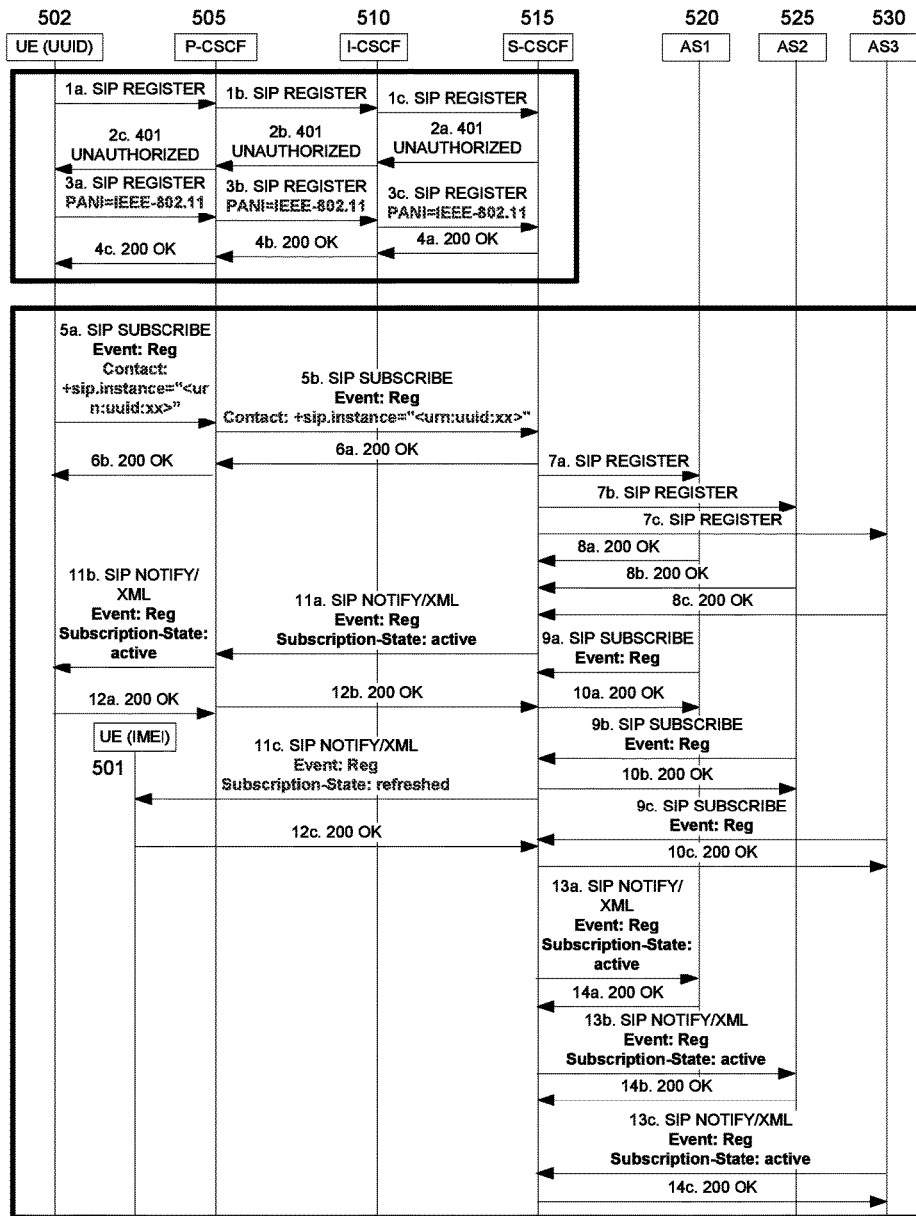 502 505 510 515 520 525 530
UE (UUID) P-CSCF I-CSCF S-CSCF AS1 AS2 AS3
1a. SIP REGISTER
1b. SIP REGISTER
1c. SIP REGISTER
2c. 401
UNAUTHORIZED
2b. 401
UNAUTHORIZED
2a. 401
UNAUTHORIZED
3a. SIP REGISTER
PANI=IEEE-802.11
3b. SIP REGISTER
PANI=IEEE-802.11
3c. SIP REGISTER
PANI=IEEE-802.11
4c. 200 OK
4b. 200 OK
4a. 200 OK
5a. SIP SUBSCRIBE
Event: Reg
Contact:
+sip.instance="<ur
n:uuid:xx>"
5b. SIP SUBSCRIBE
Event: Reg
Contact: +sip.instance="<urn:uuid:xx>"
6b. 200 OK
6a. 200 OK
7a. SIP REGISTER
7b. SIP REGISTER
7c. SIP REGISTER
8a. 200 OK
8b. 200 OK
8c. 200 OK
11b. SIP NOTIFY/
XML
Event: Reg
Subscription-State:
active
11a. SIP NOTIFY/XML
Event: Reg
Subscription-State: active
9a. SIP SUBSCRIBE
Event: Reg
12a. 200 OK
12b. 200 OK
10a. 200 OK
UE (IMEI)
501
11c. SIP NOTIFY/XML
Event: Reg
Subscription-State: refreshed
9b. SIP SUBSCRIBE
Event: Reg
10b. 200 OK
12c. 200 OK
9c. SIP SUBSCRIBE
Event: Reg
10c. 200 OK
13a. SIP NOTIFY/
XML
Event: Reg
Subscription-State:
active
14a. 200 OK
13b. SIP NOTIFY/XML
Event: Reg
Subscription-State: active
14b. 200 OK
13c. SIP NOTIFY/XML
Event: Reg
Subscription-State: active
14c. 200 OK